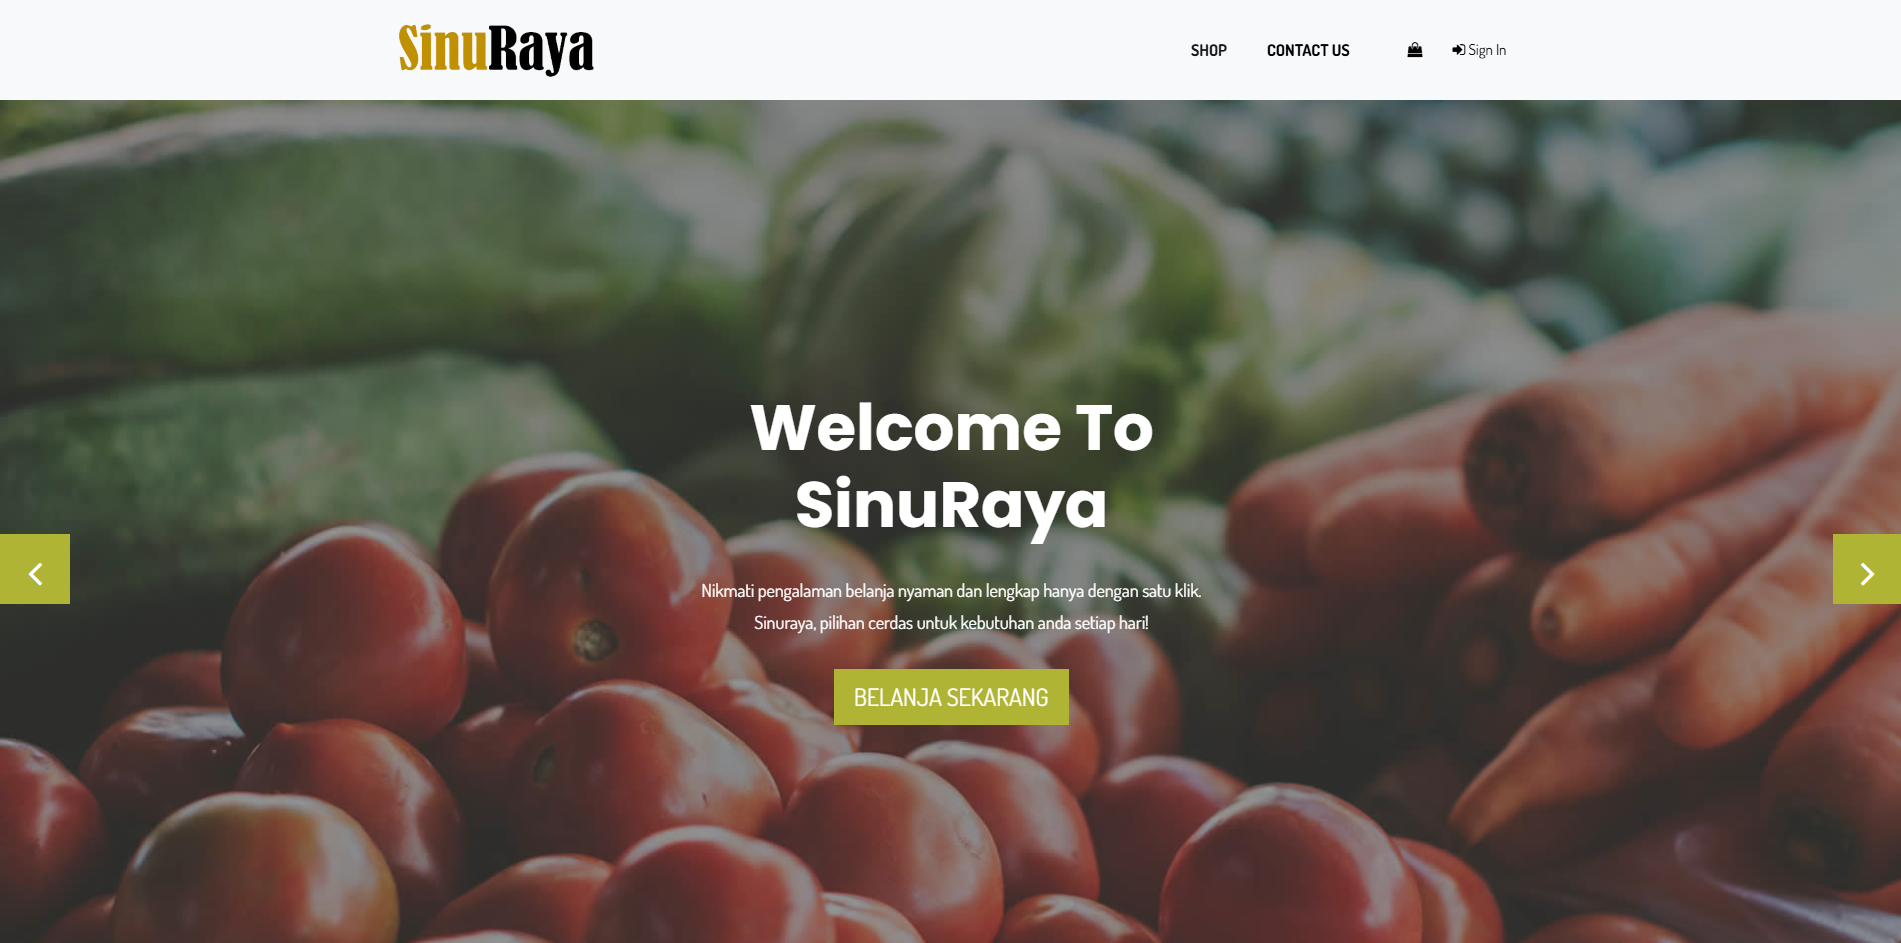 SinuRaya
SHOP
CONTACT US
Sign In
Welcome To
SinuRaya
Nikmati pengalaman belanja nyaman dan lengkap hanya dengan satu klik.
Sinuraya, pilihan cerdas untuk kebutuhan anda setiap hari!
BELANJA SEKARANG